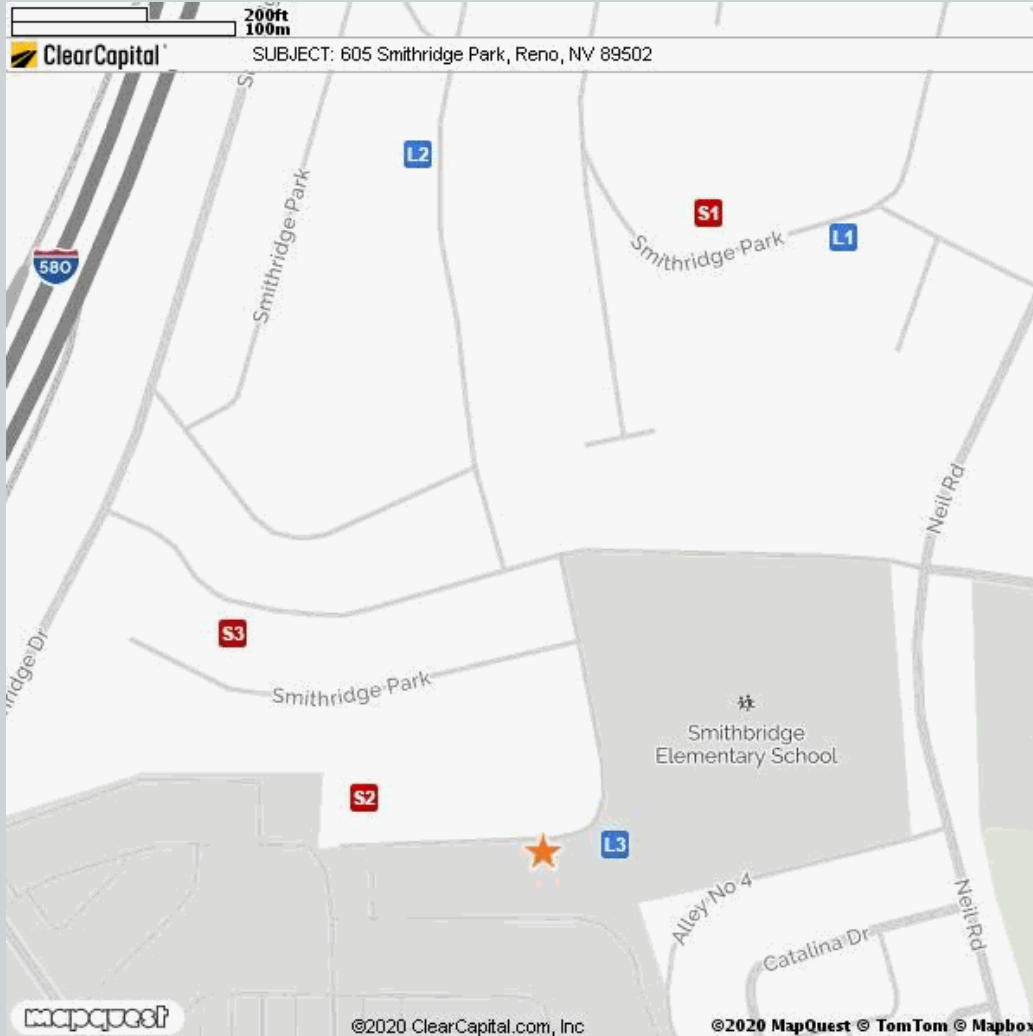 200ft
100m
ClearCapital
SUBJECT: 605 Smithridge Park, Reno, NV 89502
L2
Smithridge Park
S1
Smithridge Park
L1
580
Neil Rd
S3
Smithridge Park
Smithbridge
Elementary School
S2
L3
Alley No 4
Catalina Dr
Neil Rd
mapquest
©2020 ClearCapital.com, Inc
©2020 MapQuest © TomTom © Mapbox